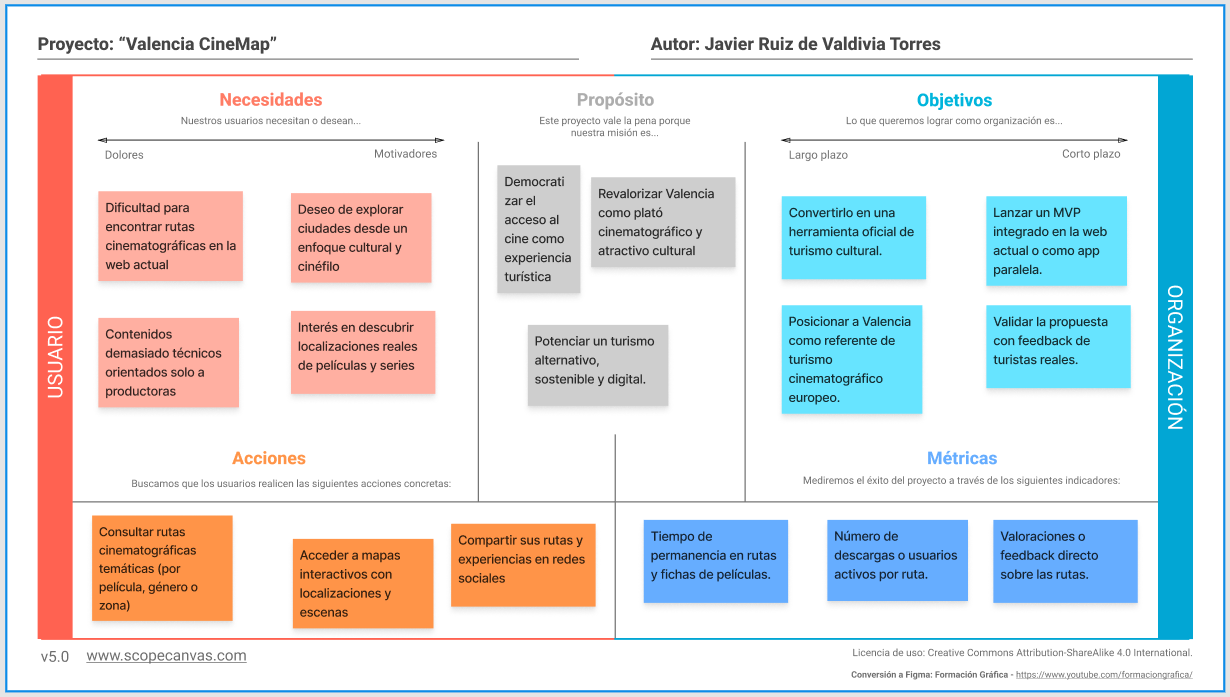 Proyecto: “Valencia CineMap”
Autor: Javier Ruiz de Valdivia Torres
USUARIO
Necesidades
Nuestros usuarios necesitan o desean...
Dolores
Motivadores
Dificultad para
encontrar rutas
cinematográficas en la
web actual
Deseo de explorar
ciudades desde un
enfoque cultural y
cinéfilo
Contenidos
demasiado técnicos
orientados solo a
productoras
Interés en descubrir
localizaciones reales
de películas y series
Propósito
Este proyecto vale la pena porque
nuestra misión es...
Democrati
zar el
acceso al
cine como
experiencia
turística
Revalorizar Valencia
como plató
cinematográfico y
atractivo cultural
Potenciar un turismo
alternativo,
sostenible y digital.
Objetivos
Lo que queremos lograr como organización es...
Largo plazo
Corto plazo
Convertirlo en una
herramienta oficial de
turismo cultural.
Lanzar un MVP
integrado en la web
actual o como app
paralela.
Posicionar a Valencia
como referente de
turismo
cinematográfico
europeo.
Validar la propuesta
con feedback de
turistas reales.
ORGANIZACIÓN
Acciones
Buscamos que los usuarios realicen las siguientes acciones concretas:
Consultar rutas
cinematográficas
temáticas (por
película, género o
zona)
Acceder a mapas
interactivos con
localizaciones y
escenas
Compartir sus rutas y
experiencias en redes
sociales
Métricas
Mediremos el éxito del proyecto a través de los siguientes indicadores:
Tiempo de
permanencia en rutas
y fichas de películas.
Número de
descargas o usuarios
activos por ruta.
Valoraciones o
feedback directo
sobre las rutas.
v5.0 www.scopecanvas.com
Licencia de uso: Creative Commons Attribution-ShareAlike 4.0 International.
Conversión a Figma: Formación Gráfica - https://www.youtube.com/formaciongrafica/